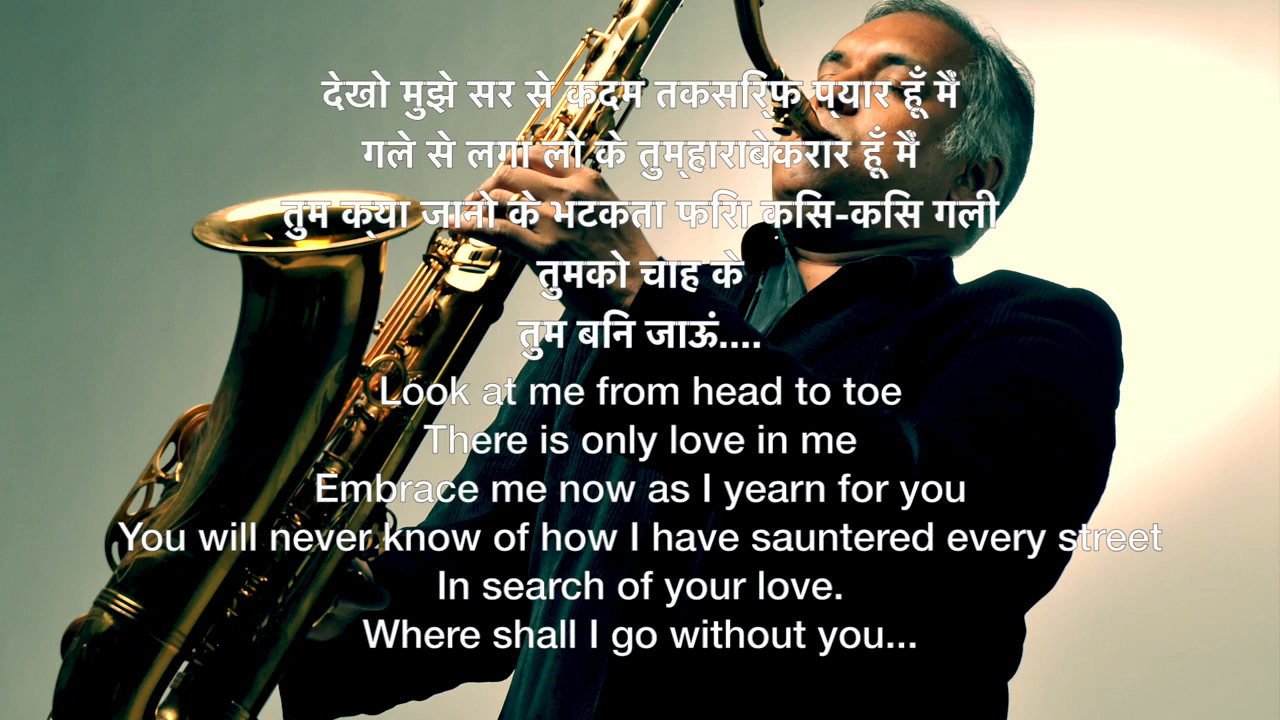 देखो मुझे सर से कदम तकसरि्फ प्यार हूँ मैं
गले से लगा लो के तुम्हाराबेकरार हूँ मैं
तुम क्या जानो के भटकता फरिा कसि-कसि गली
तुमको चाह के
तुम बनि जाऊं....
Look at me from head to toe
There is only love in me
Embrace me now as I yearn for you
You will never know of how I have sauntered every street
In search of your love.
Where shall I go without you...